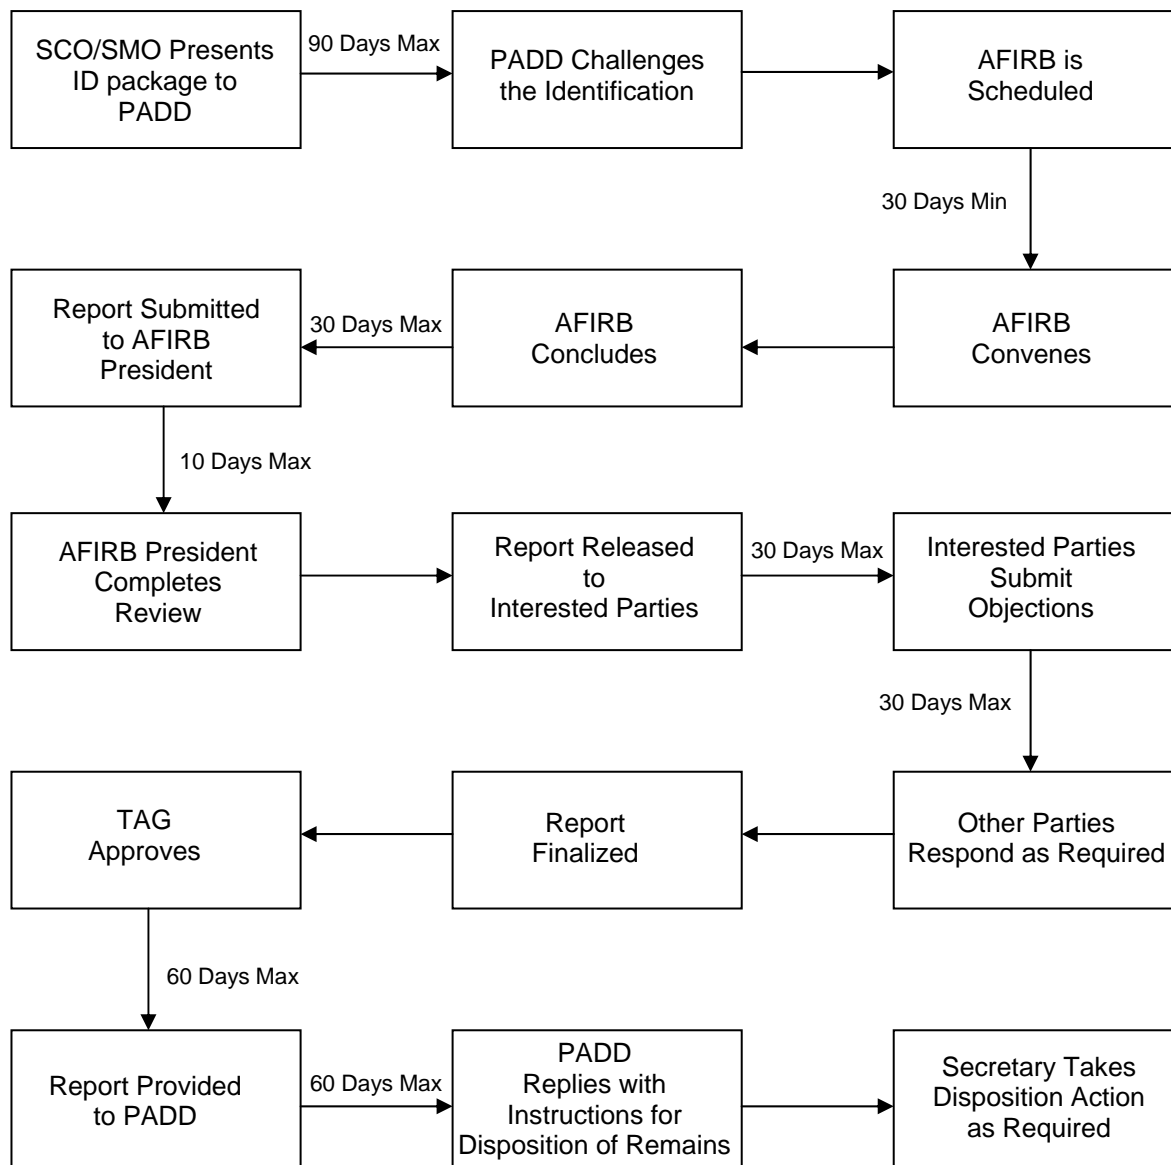 SCO/SMO Presents
ID package to
PADD
90 Days Max
PADD Challenges
the Identification
AFIRB is
Scheduled
30 Days Min
AFIRB
Convenes
AFIRB
Concludes
30 Days Max
Report Submitted
to AFIRB
President
10 Days Max
AFIRB President
Completes
Review
Report Released
to
Interested Parties
30 Days Max
Interested Parties
Submit
Objections
30 Days Max
Other Parties
Respond as Required
Report
Finalized
TAG
Approves
60 Days Max
Report Provided
to PADD
60 Days Max
PADD
Replies with
Instructions for
Disposition of Remains
Secretary Takes
Disposition Action
as Required